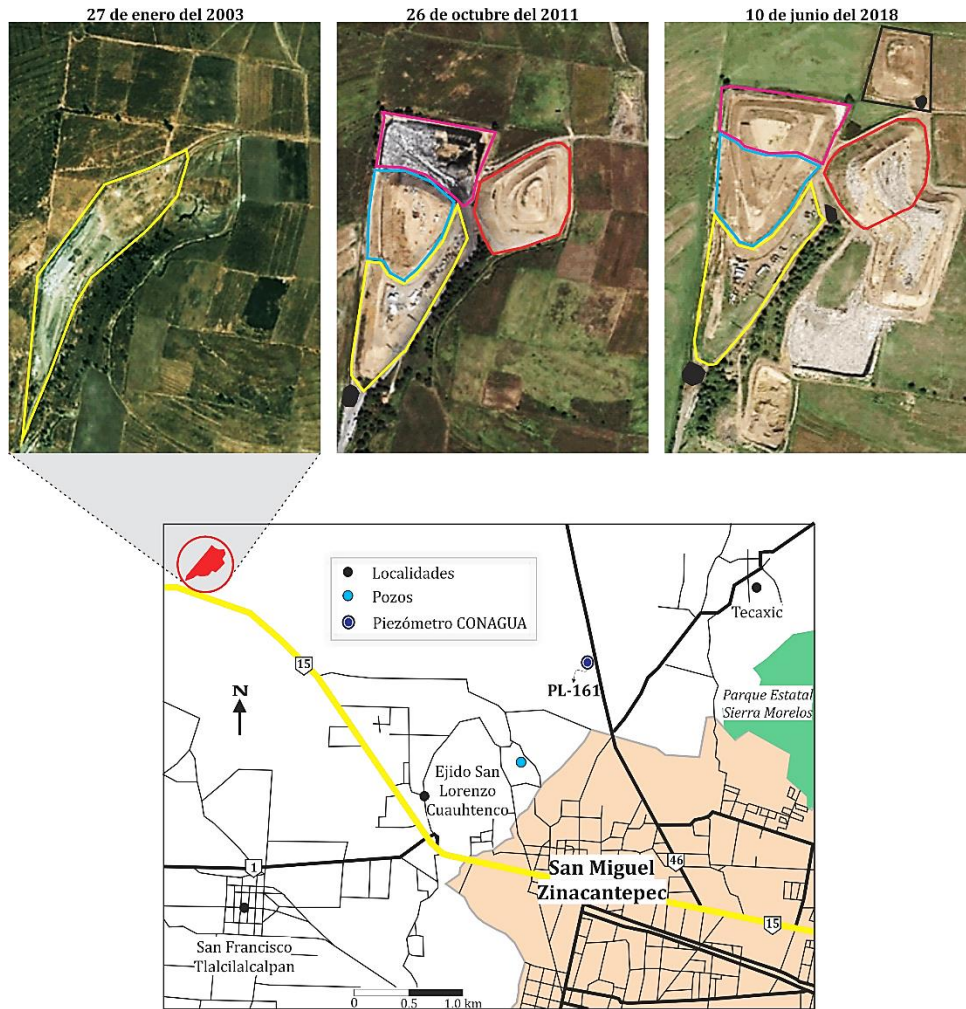 27 de enero del 2003
26 de octubre del 2011
10 de junio del 2018
Localidades
Pozos
Piezómetro CONAGUA
Tecaxic
15
PL-161
N
Parque Estatal
Sierra Morelos
Ejido San
Lorenzo
Cuauhtenco
1
San Miguel
Zinacantepec
46
15
San Francisco
Tlalcilalcalpan
0 0.5 1.0 km